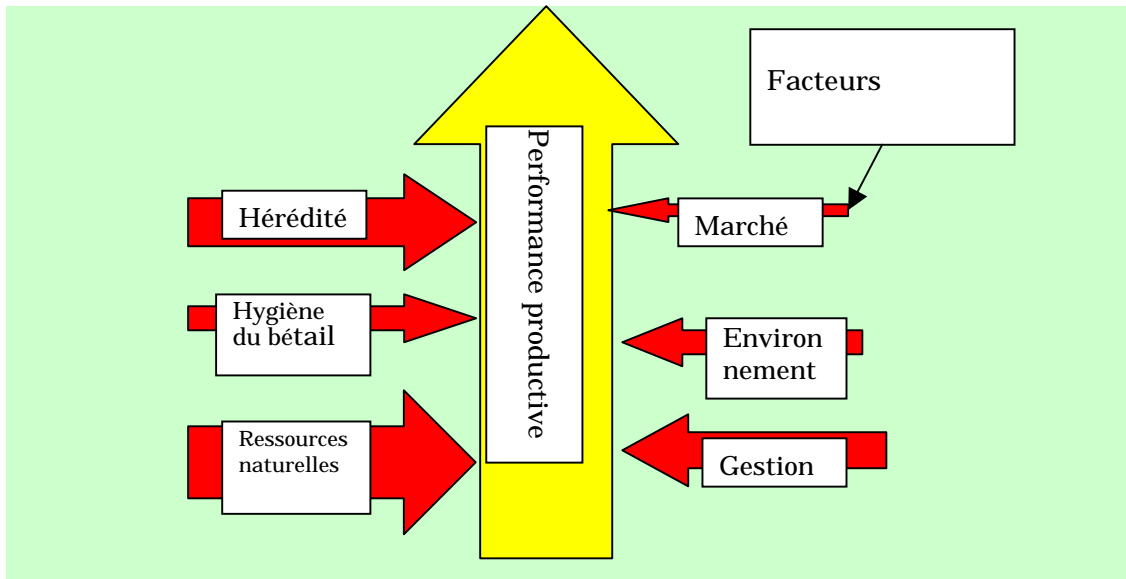 Facteurs
Performance productive
Hérédité
Marché
Hygiène
du bétail
Environ
nement
Ressources
naturelles
Gestion